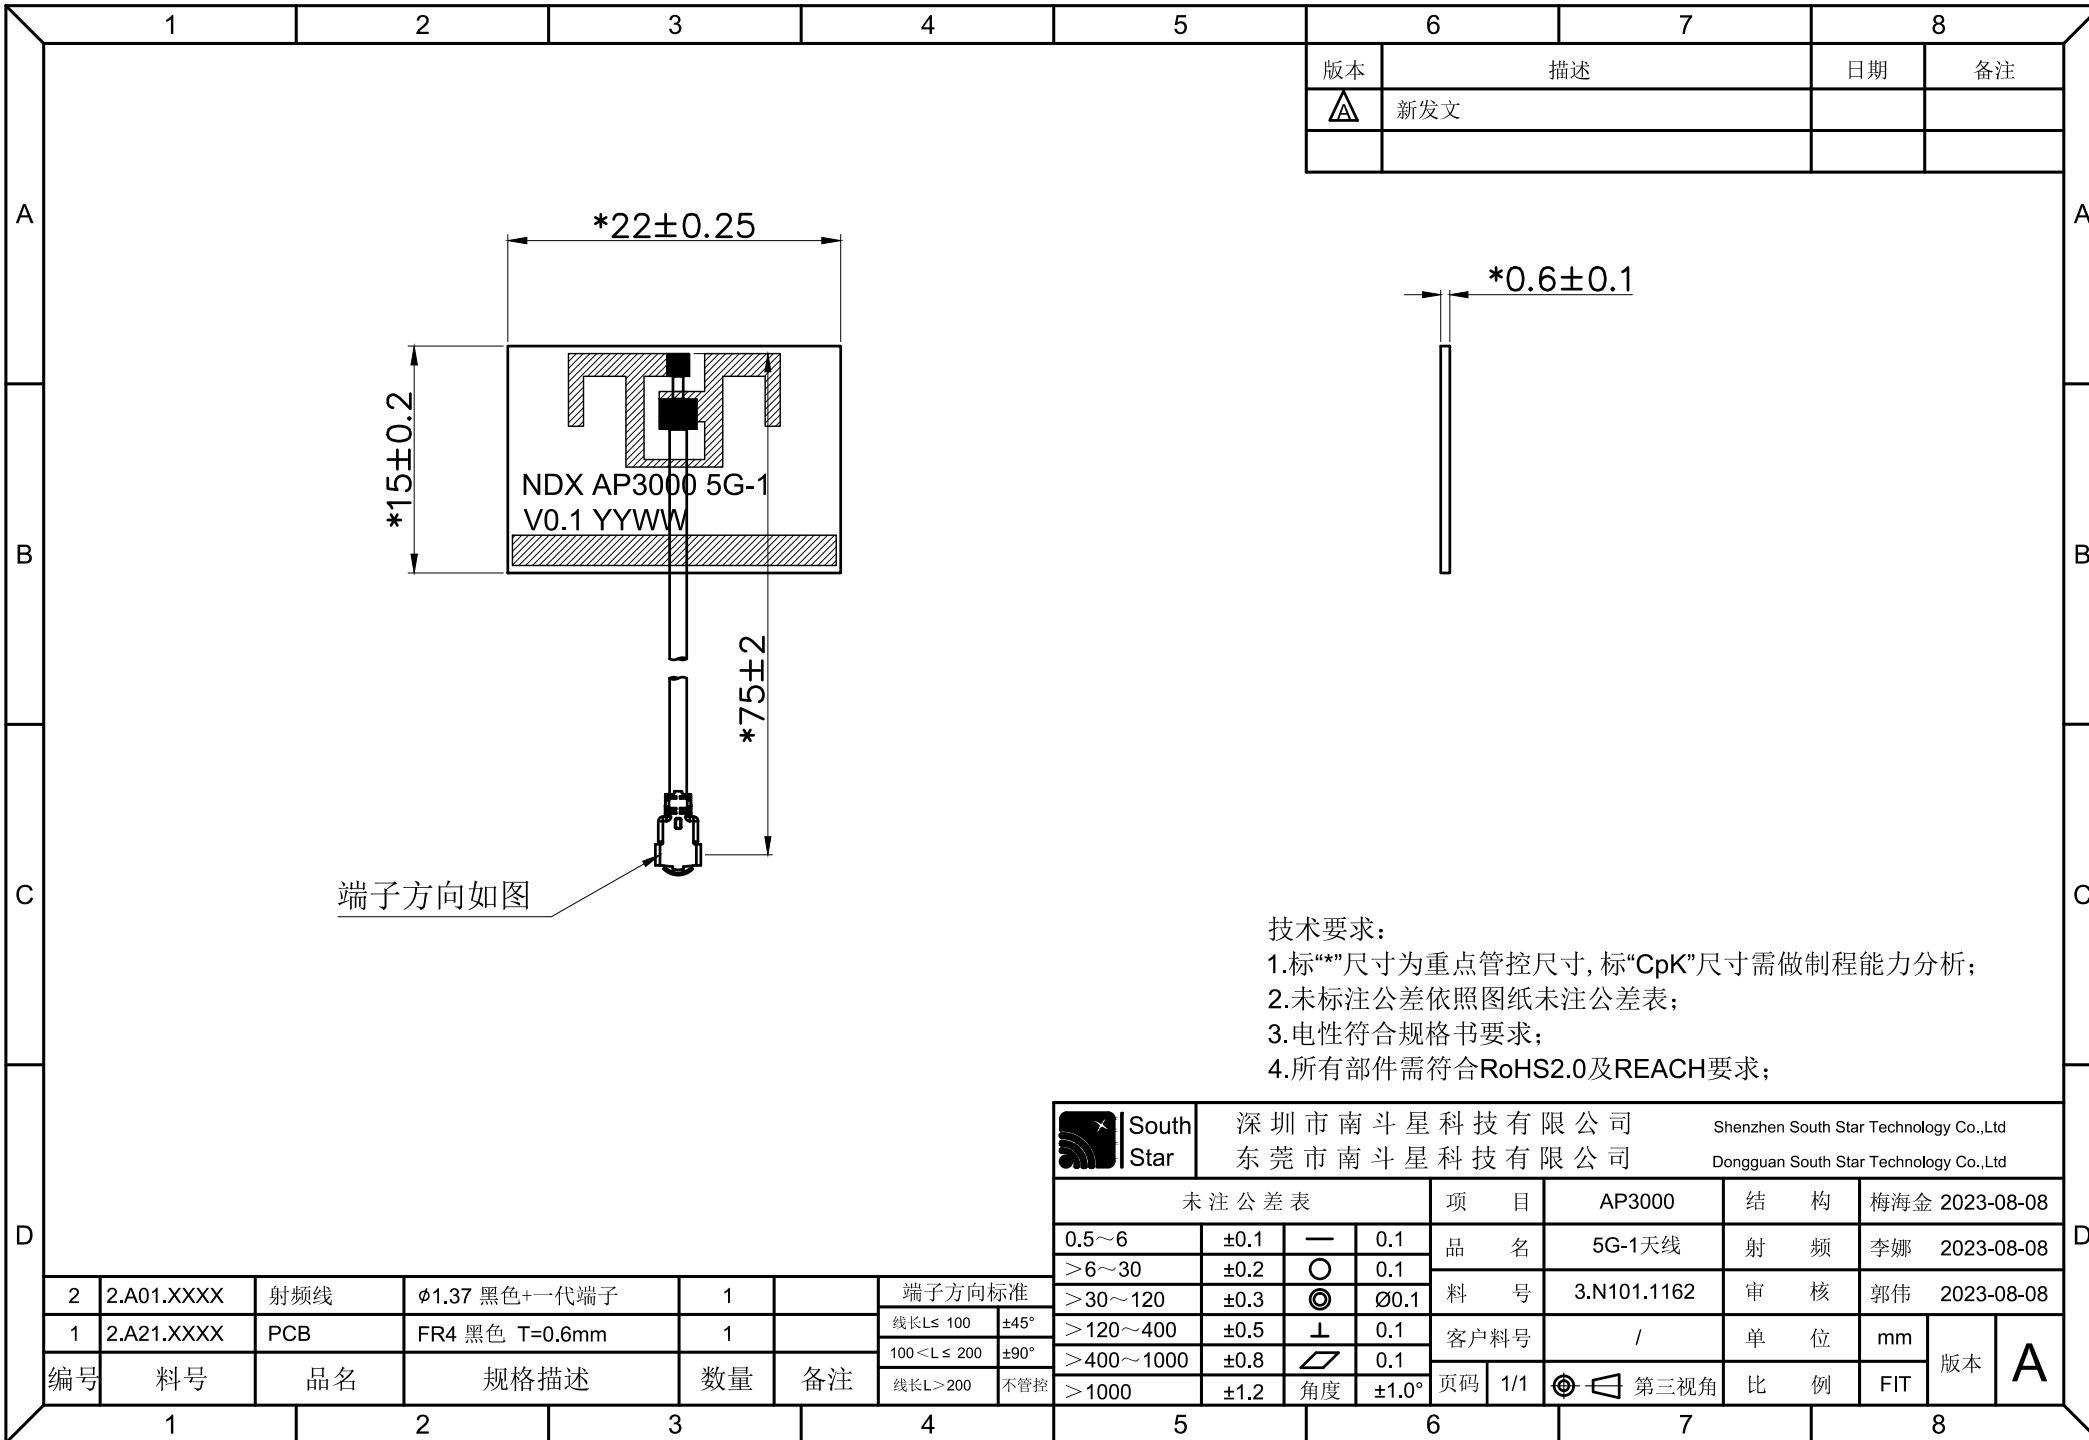 1 2 3 4 5 6 7 8
版本 描述 日期 备注
A 新发文
A A
*22±0.25
*0.6±0.1
*15±0.2
NDX AP3000 5G-1
V0.1 YYWW
B B
*75±2
端子方向如图
C C
技术要求：
1.标“*”尺寸为重点管控尺寸, 标“CpK”尺寸需做制程能力分析；
2.未标注公差依照图纸未注公差表；
3.电性符合规格书要求；
4.所有部件需符合RoHS2.0及REACH要求；
South
Star
深圳市南斗星科技有限公司 Shenzhen South Star Technology Co.,Ltd
东莞市南斗星科技有限公司 Dongguan South Star Technology Co.,Ltd
D D
未注公差表
0.5～6 ±0.1 — 0.1
＞6～30 ±0.2 ○ 0.1
＞30～120 ±0.3 ◎ Ø0.1
＞120～400 ±0.5 ⊥ 0.1
＞400～1000 ±0.8 ▱ 0.1
＞1000 ±1.2 角度 ±1.0°
项目 AP3000 结构 梅海金 2023-08-08
品名 5G-1天线 射频 李娜 2023-08-08
料号 3.N101.1162 审核 郭伟 2023-08-08
客户料号 / 单位 mm
页码 1/1 第三视角 比例 FIT
版本 A
2 2.A01.XXXX 射频线 ϕ1.37 黑色+一代端子 1
1 2.A21.XXXX PCB FR4 黑色 T=0.6mm 1
编号 料号 品名 规格描述 数量 备注
端子方向标准
线长L≤ 100 ±45°
100＜L ≤ 200 ±90°
线长L＞200 不管控
1 2 3 4 5 6 7 8